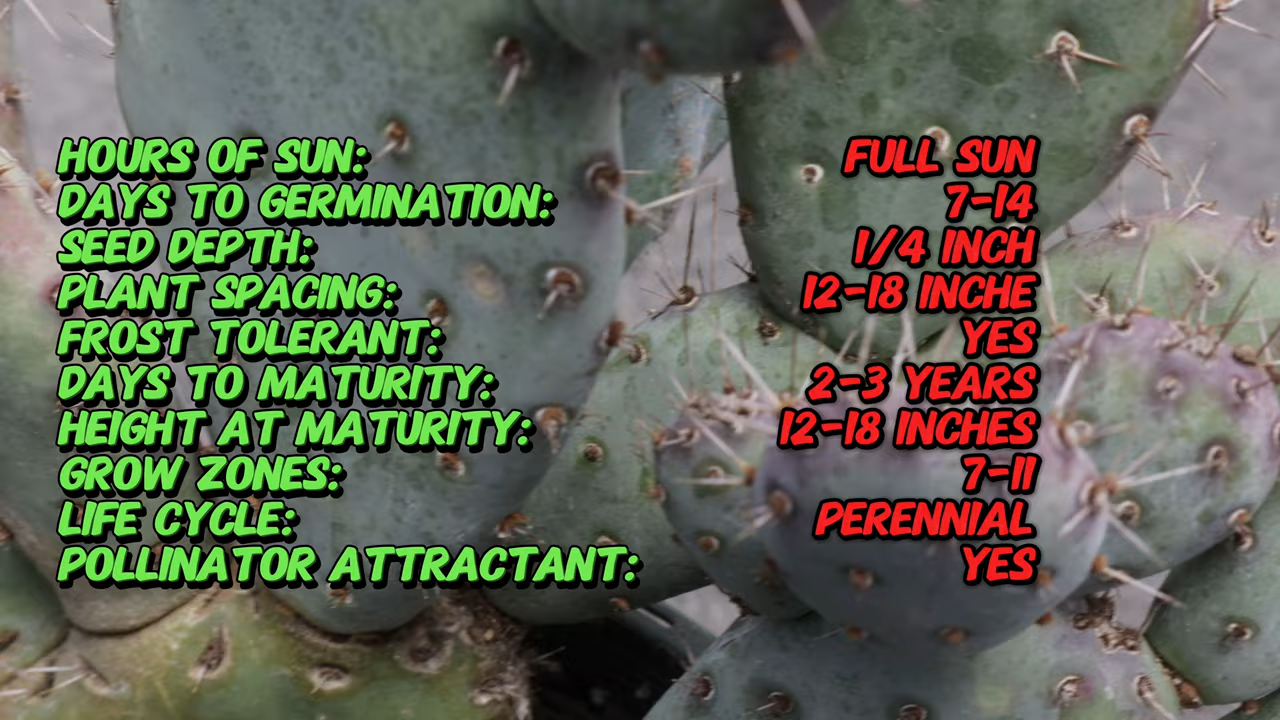 HOURS OF SUN: FULL SUN
DAYS TO GERMINATION: 7-14
SEED DEPTH: 1/4 INCH
PLANT SPACING: 12-18 INCHE
FROST TOLERANT: YES
DAYS TO MATURITY: 2-3 YEARS
HEIGHT AT MATURITY: 12-18 INCHES
GROW ZONES: 7-11
LIFE CYCLE: PERENNIAL
POLLINATOR ATTRACTANT: YES